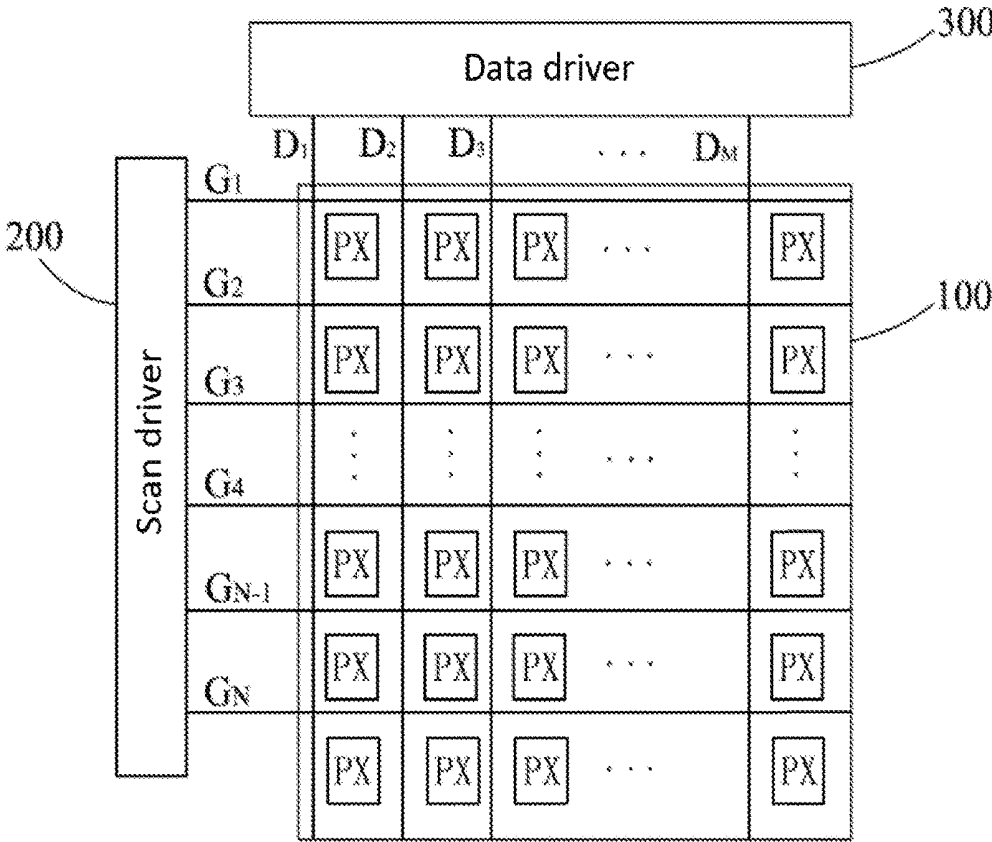 300
Data driver
D1 D2 D3 ... DM
G1
200
PX PX PX ... PX
G2
100
PX PX PX ... PX
G3
...
G4
Scan driver
PX PX PX ... PX
GN-1
PX PX PX ... PX
GN
PX PX PX ... PX